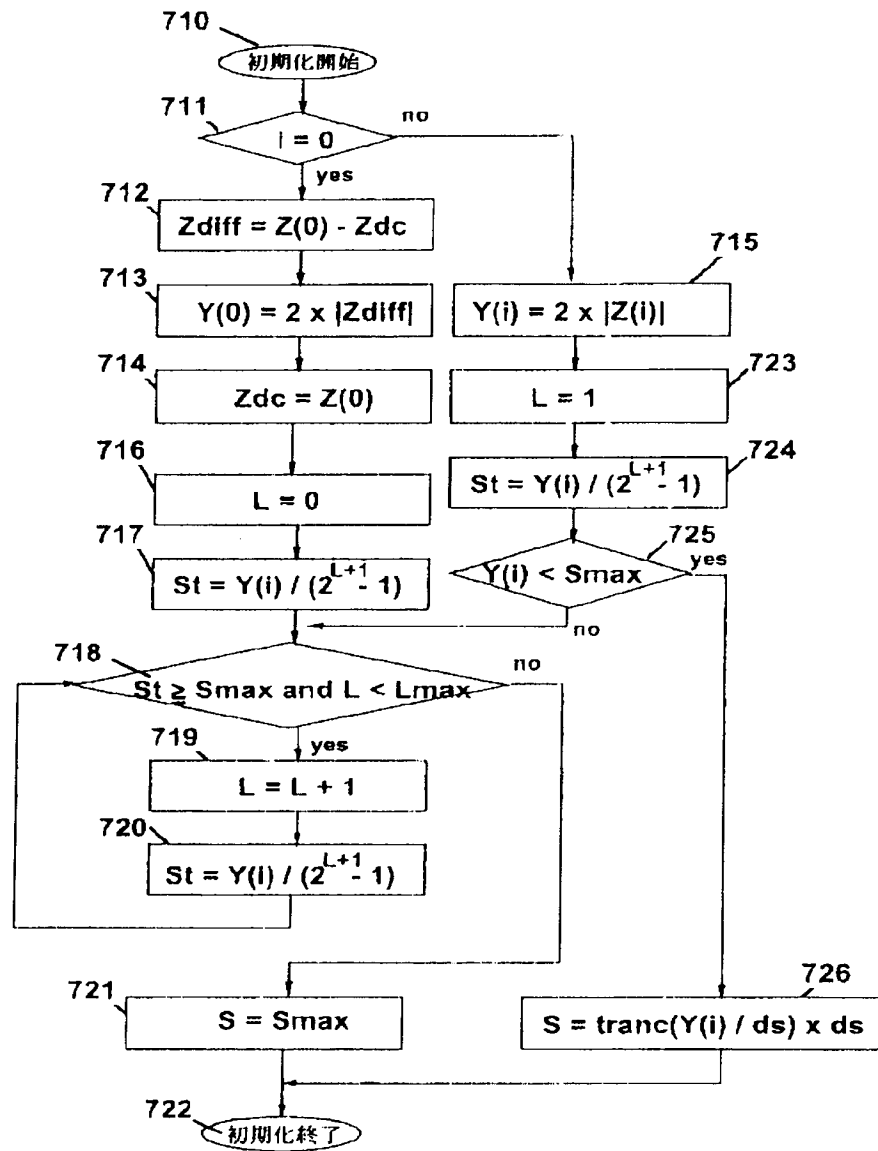 710
初期化開始
711
I = 0
no
yes
712
Zdiff = Z(0) - Zdc
713
Y(0) = 2 x |Zdiff|
714
Zdc = Z(0)
716
L = 0
717
St = Y(i) / (2^L+1 - 1)
715
Y(i) = 2 x |Z(i)|
723
L = 1
724
St = Y(i) / (2^L+1 - 1)
725
Y(i) < Smax
yes
no
718
St ≧ Smax and L < Lmax
no
yes
719
L = L + 1
720
St = Y(i) / (2^L+1 - 1)
721
S = Smax
726
S = tranc(Y(i) / ds) x ds
722
初期化終了